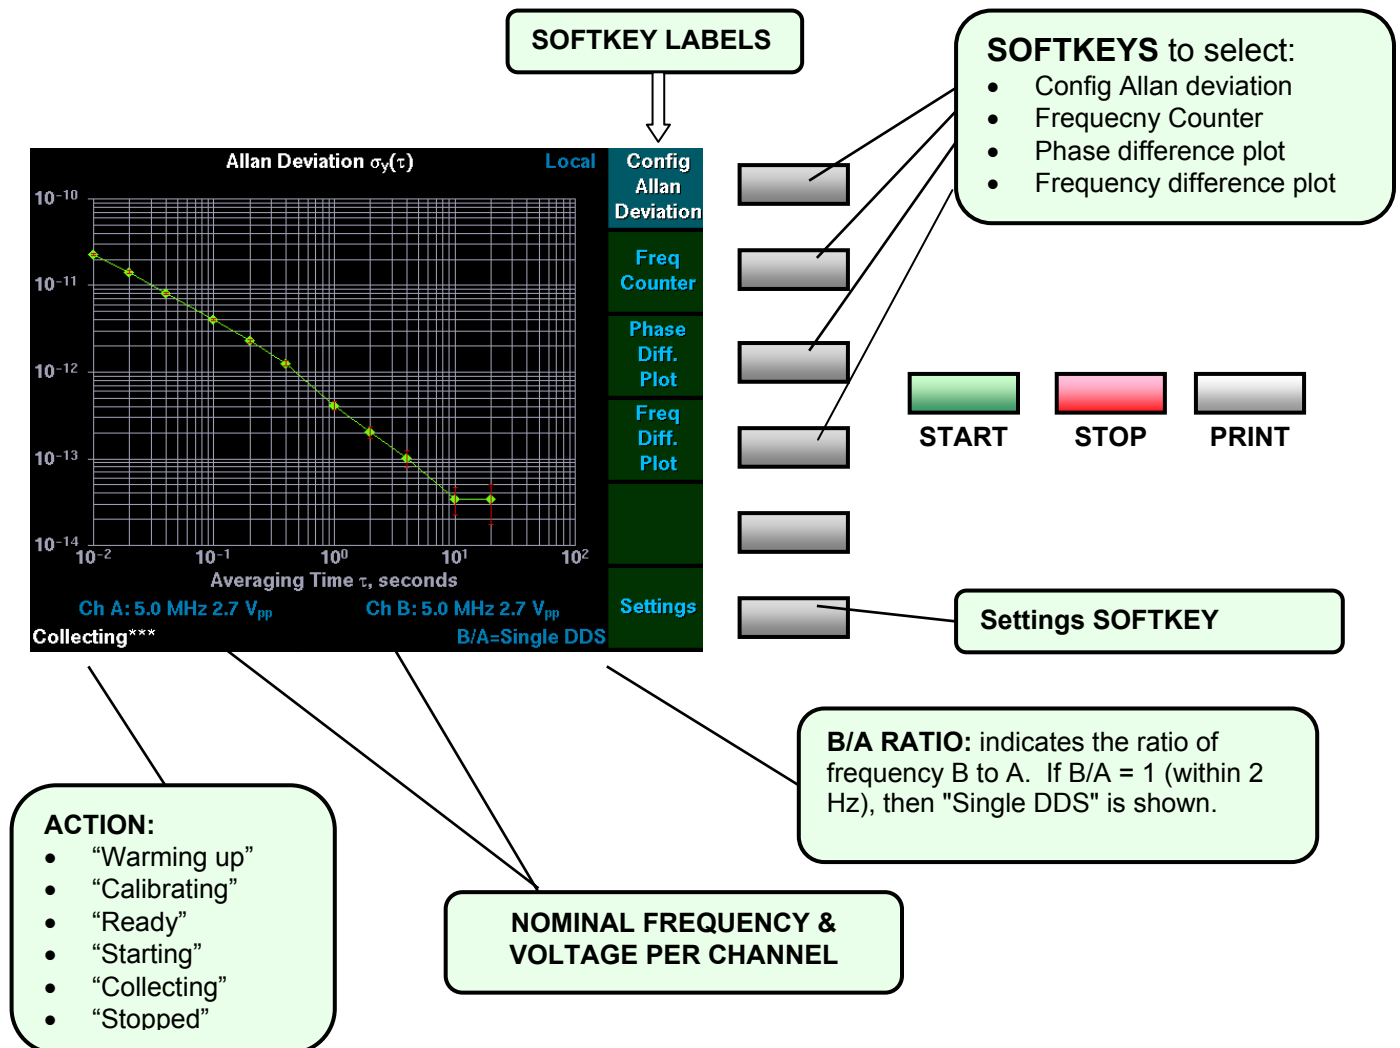 SOFTKEY LABELS
SOFTKEYS to select:
• Config Allan deviation
• Frequecny Counter
• Phase difference plot
• Frequency difference plot
Allan Deviation σy(τ)
Local
10⁻¹⁰
10⁻¹¹
10⁻¹²
10⁻¹³
10⁻¹⁴
10⁻²
10⁻¹
10⁰
10¹
10²
Averaging Time τ, seconds
Ch A: 5.0 MHz 2.7 Vpp
Ch B: 5.0 MHz 2.7 Vpp
Collecting***
B/A=Single DDS
Config
Allan
Deviation
Freq
Counter
Phase
Diff.
Plot
Freq
Diff.
Plot
Settings
START
STOP
PRINT
Settings SOFTKEY
B/A RATIO: indicates the ratio of
frequency B to A. If B/A = 1 (within 2
Hz), then "Single DDS" is shown.
ACTION:
• “Warming up”
• “Calibrating”
• “Ready”
• “Starting”
• “Collecting”
• “Stopped”
NOMINAL FREQUENCY &
VOLTAGE PER CHANNEL